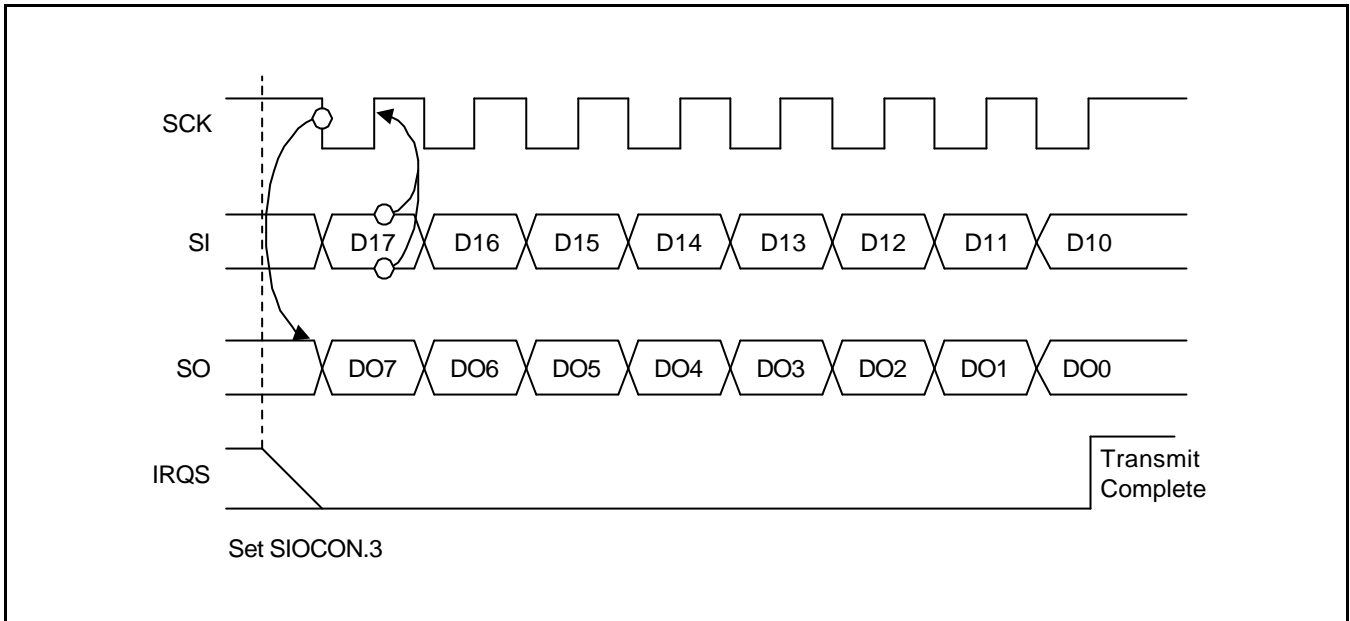 SCK
SI D17 D16 D15 D14 D13 D12 D11 D10
SO DO7 DO6 DO5 DO4 DO3 DO2 DO1 DO0
IRQS
Transmit
Complete
Set SIOCON.3